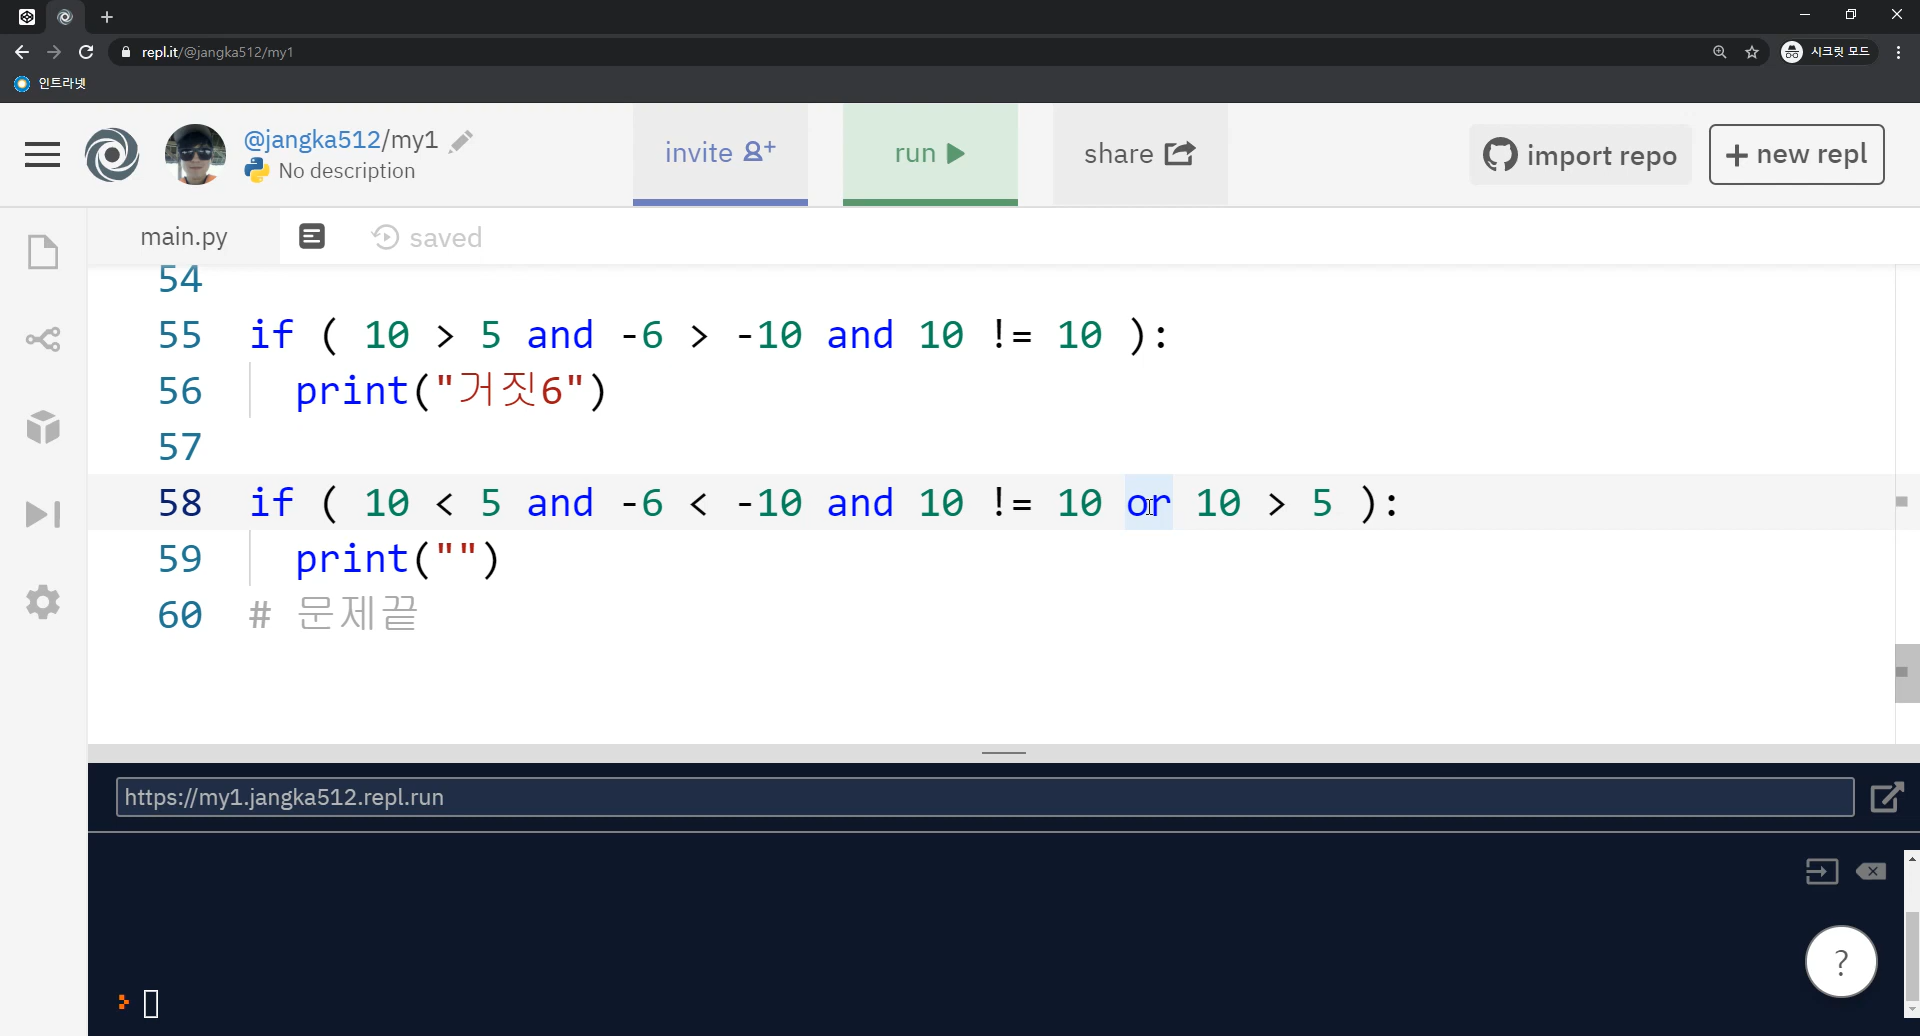 repl.it/@jangka512/my1
시크릿 모드
인트라넷
@jangka512/my1
No description
invite
run
share
import repo
+ new repl
main.py
saved
54
55 if ( 10 > 5 and -6 > -10 and 10 != 10 ):
56 print("거짓6")
57
58 if ( 10 < 5 and -6 < -10 and 10 != 10 or 10 > 5 ):
59 print("")
60 # 문제끝
https://my1.jangka512.repl.run
?